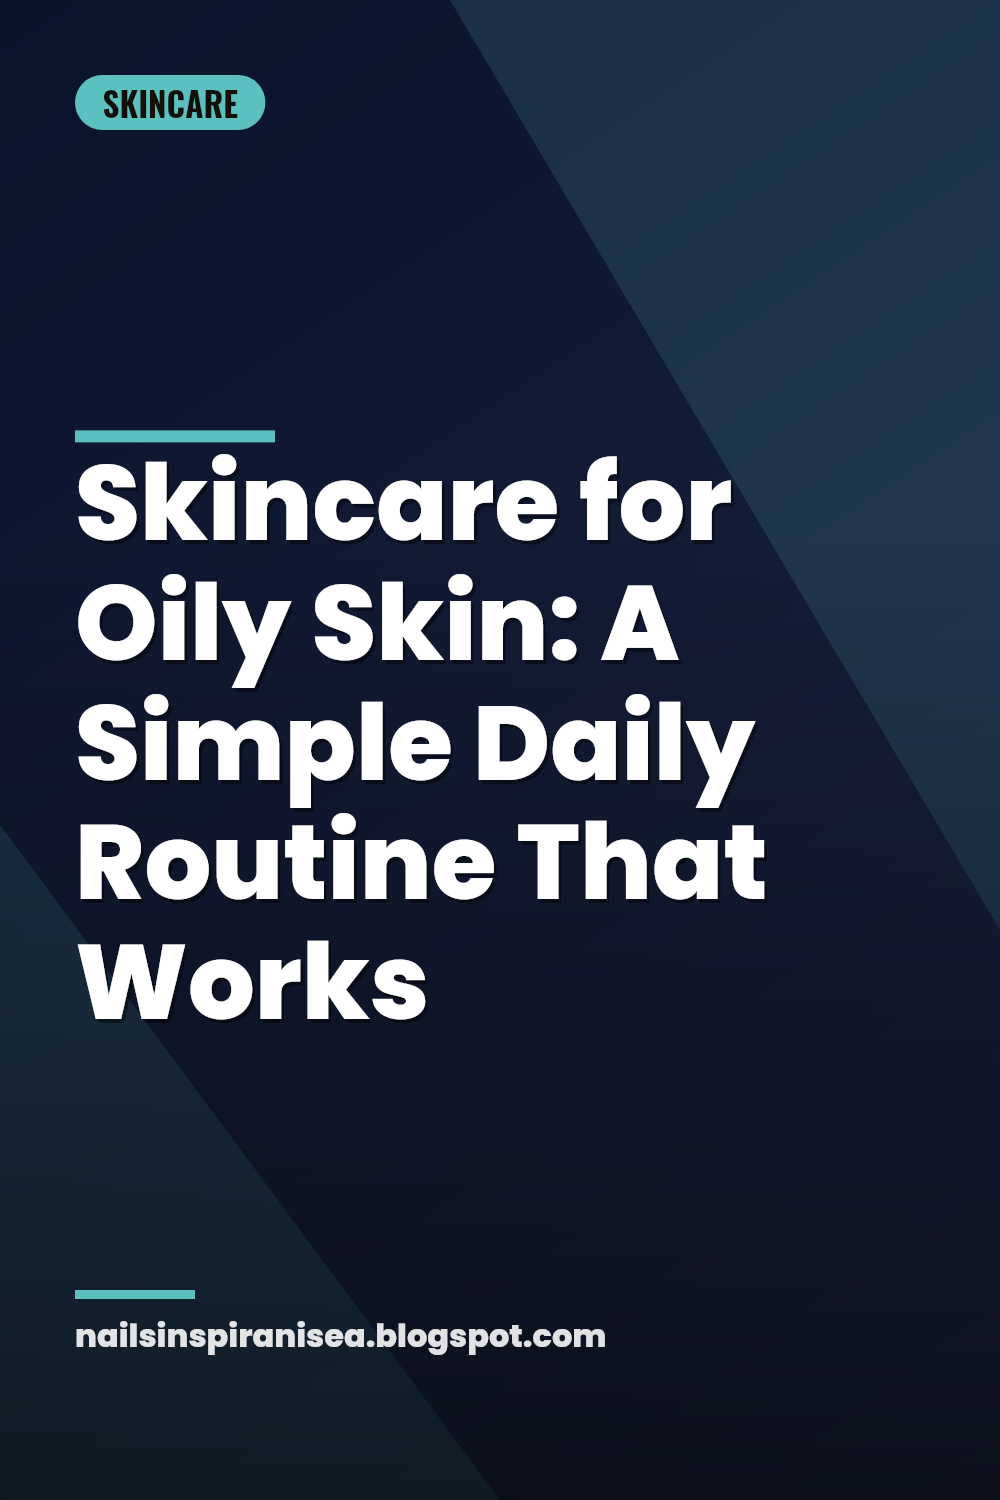 SKINCARE
Skincare for
Oily Skin: A
Simple Daily
Routine That
Works
nailsinspiranisea.blogspot.com